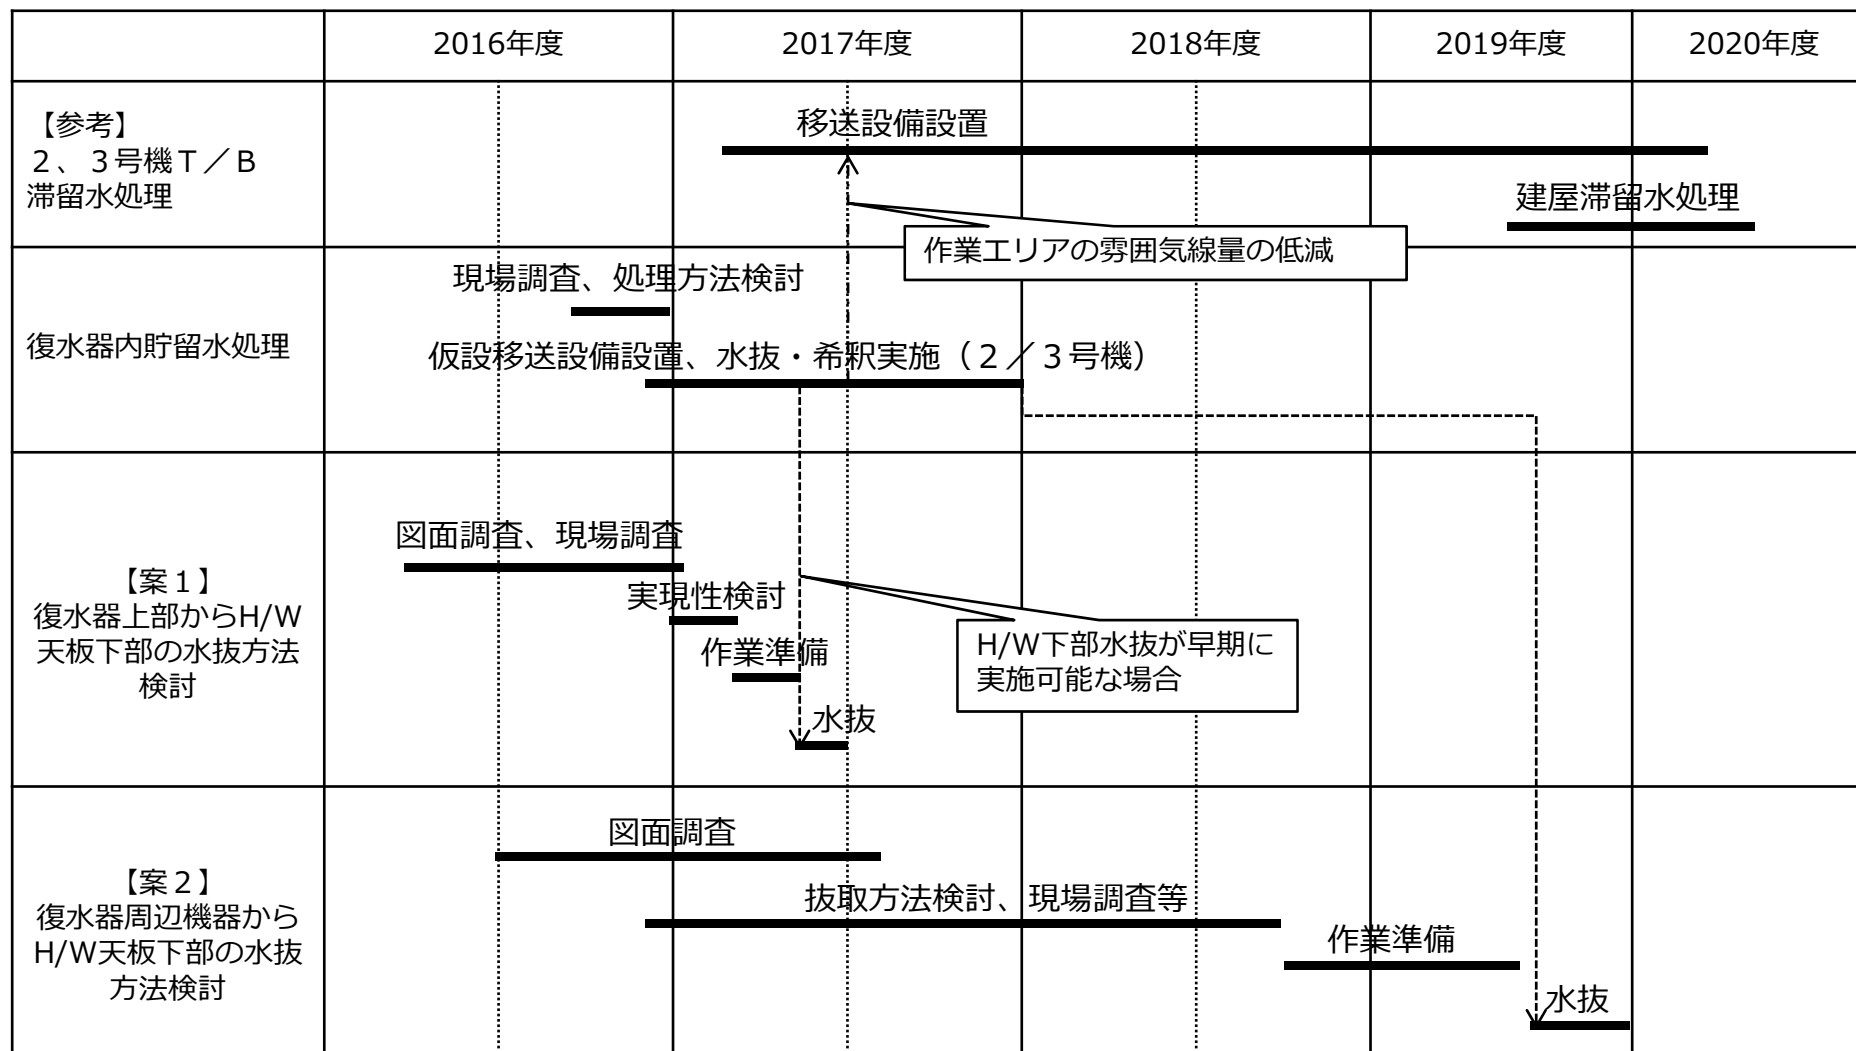 2016年度
2017年度
2018年度
2019年度
2020年度
【参考】
２、３号機Ｔ／Ｂ
滞留水処理
移送設備設置
建屋滞留水処理
作業エリアの雰囲気線量の低減
復水器内貯留水処理
現場調査、処理方法検討
仮設移送設備設置、水抜・希釈実施（２／３号機）
【案１】
復水器上部からH/W
天板下部の水抜方法
検討
図面調査、現場調査
実現性検討
作業準備
水抜
H/W下部水抜が早期に
実施可能な場合
【案２】
復水器周辺機器から
H/W天板下部の水抜
方法検討
図面調査
抜取方法検討、現場調査等
作業準備
水抜